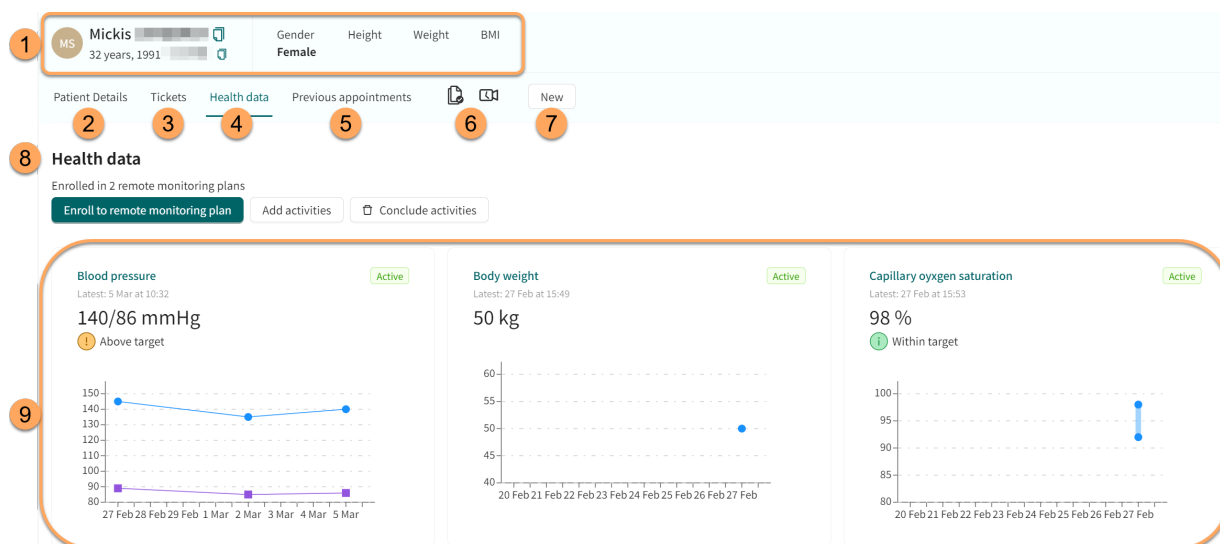 1
MS
Mickis
32 years, 1991
Gender Height Weight BMI
Female
Patient Details Tickets Health data Previous appointments New
2 3 4 5 6 7
8 Health data
Enrolled in 2 remote monitoring plans
Enroll to remote monitoring plan Add activities Conclude activities
9
Blood pressure Active
Latest: 5 Mar at 10:32
140/86 mmHg
! Above target
150
140
130
120
110
100
90
80
27 Feb 28 Feb 29 Feb 1 Mar 2 Mar 3 Mar 4 Mar 5 Mar
Body weight Active
Latest: 27 Feb at 15:49
50 kg
60
55
50
45
40
20 Feb 21 Feb 22 Feb 23 Feb 24 Feb 25 Feb 26 Feb 27 Feb
Capillary oyxgen saturation Active
Latest: 27 Feb at 15:53
98 %
i Within target
100
95
90
85
80
20 Feb 21 Feb 22 Feb 23 Feb 24 Feb 25 Feb 26 Feb 27 Feb